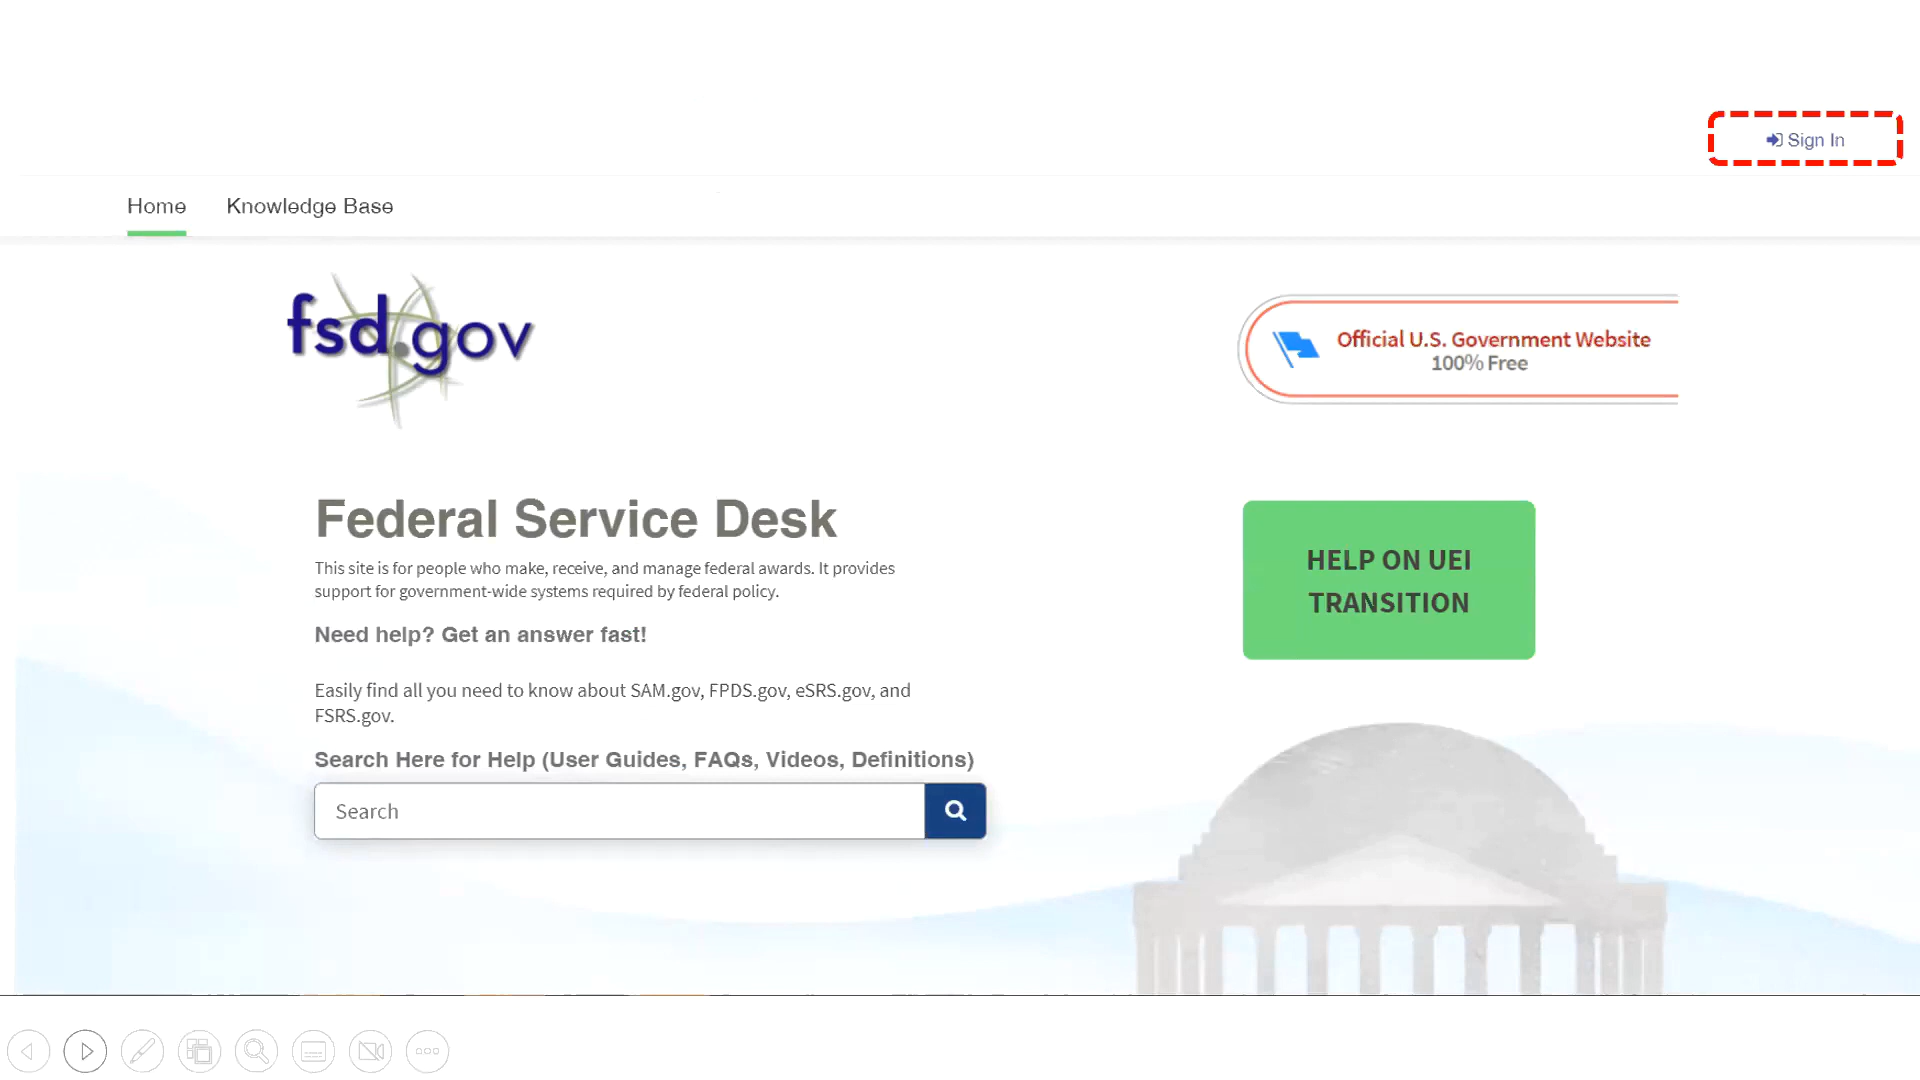 Sign In
Home
Knowledge Base
fsd.gov
Official U.S. Government Website
100% Free
Federal Service Desk
This site is for people who make, receive, and manage federal awards. It provides
support for government-wide systems required by federal policy.
Need help? Get an answer fast!
Easily find all you need to know about SAM.gov, FPDS.gov, eSRS.gov, and
FSRS.gov.
Search Here for Help (User Guides, FAQs, Videos, Definitions)
Search
HELP ON UEI
TRANSITION